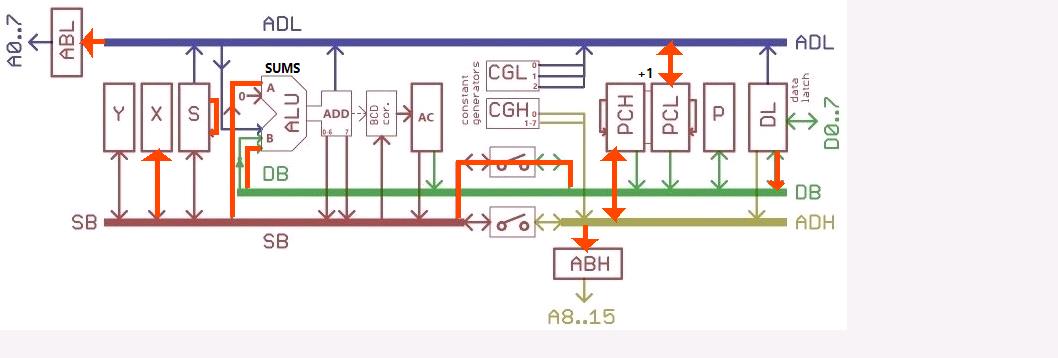 ADL
A0..7
ABL
ADL
SUMS
constant
generators
CGL
0
1
2
+1
data
latch
Y
X
S
0
A
B
ALU
ADD
0-6 7
BCD
cor.
AC
CGH
0
1-7
PCH
PCL
P
DL
D0..7
DB
DB
SB
SB
ADH
ABH
A8..15